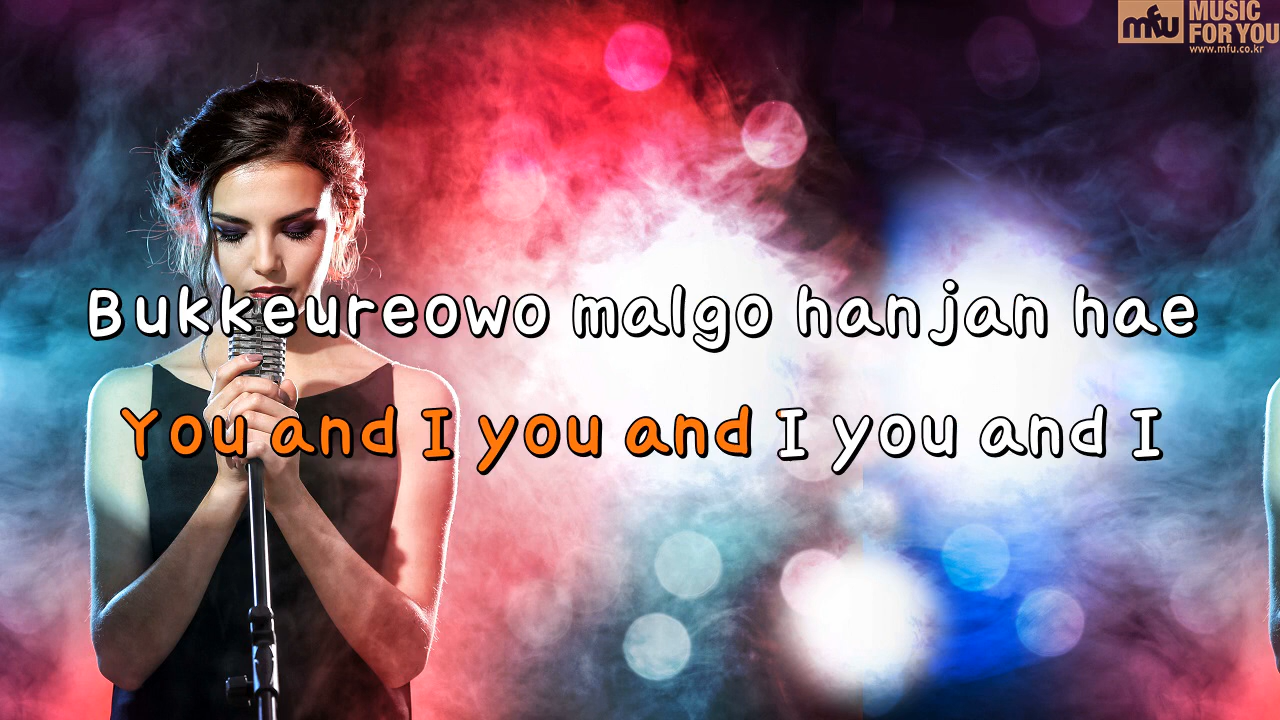 mfu MUSIC
FOR YOU
www.mfu.co.kr
Bukkeureowo malgo hanjan hae
You and I you and I you and I